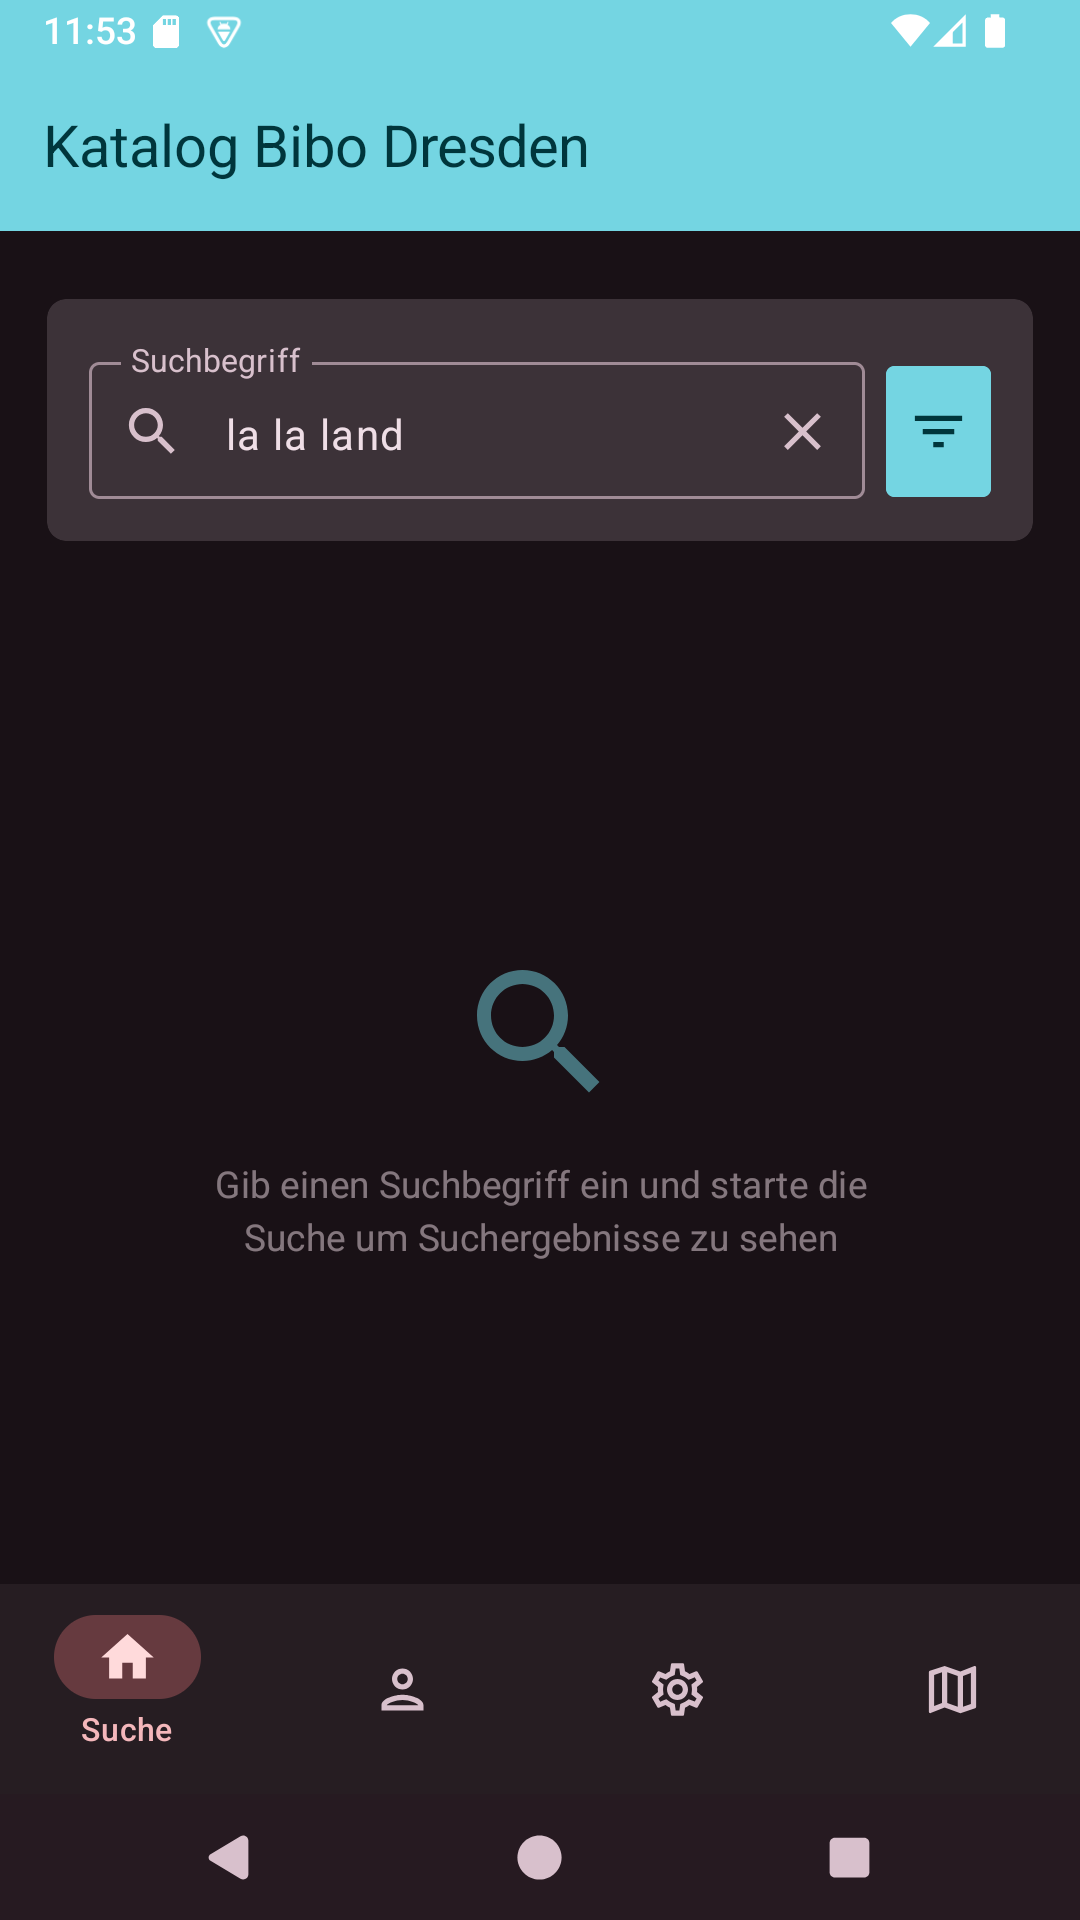 11:53
Katalog Bibo Dresden
Suchbegriff
la la land
Gib einen Suchbegriff ein und starte die
Suche um Suchergebnisse zu sehen
Suche